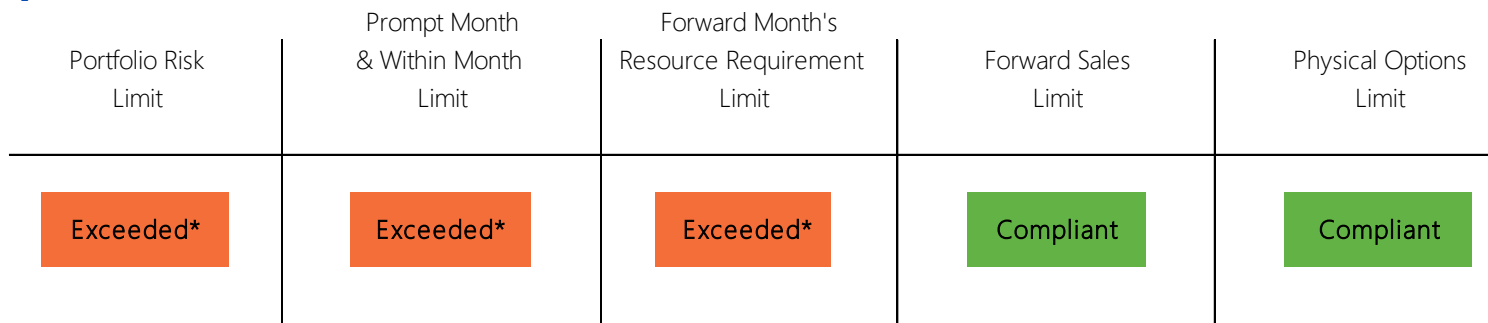 Portfolio Risk
Limit
Prompt Month
& Within Month
Limit
Forward Month's
Resource Requirement
Limit
Forward Sales
Limit
Physical Options
Limit
Exceeded*
Exceeded*
Exceeded*
Compliant
Compliant